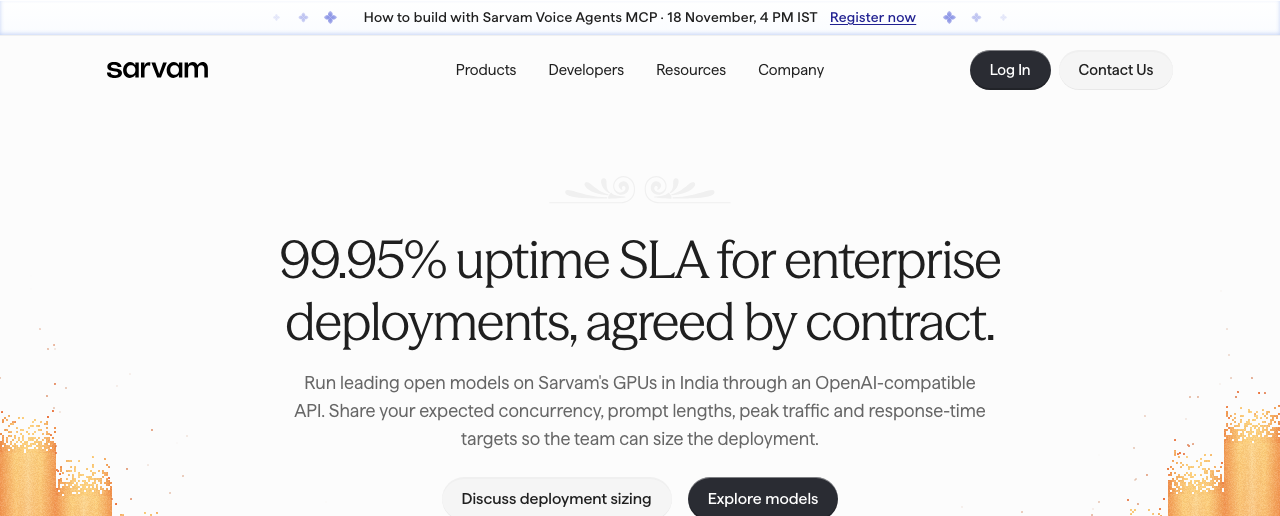 How to build with Sarvam Voice Agents MCP · 18 November, 4 PM IST Register now
sarvam Products Developers Resources Company Log In Contact Us
99.95% uptime SLA for enterprise
deployments, agreed by contract.
Run leading open models on Sarvam's GPUs in India through an OpenAI-compatible
API. Share your expected concurrency, prompt lengths, peak traffic and response-time
targets so the team can size the deployment.
Discuss deployment sizing Explore models